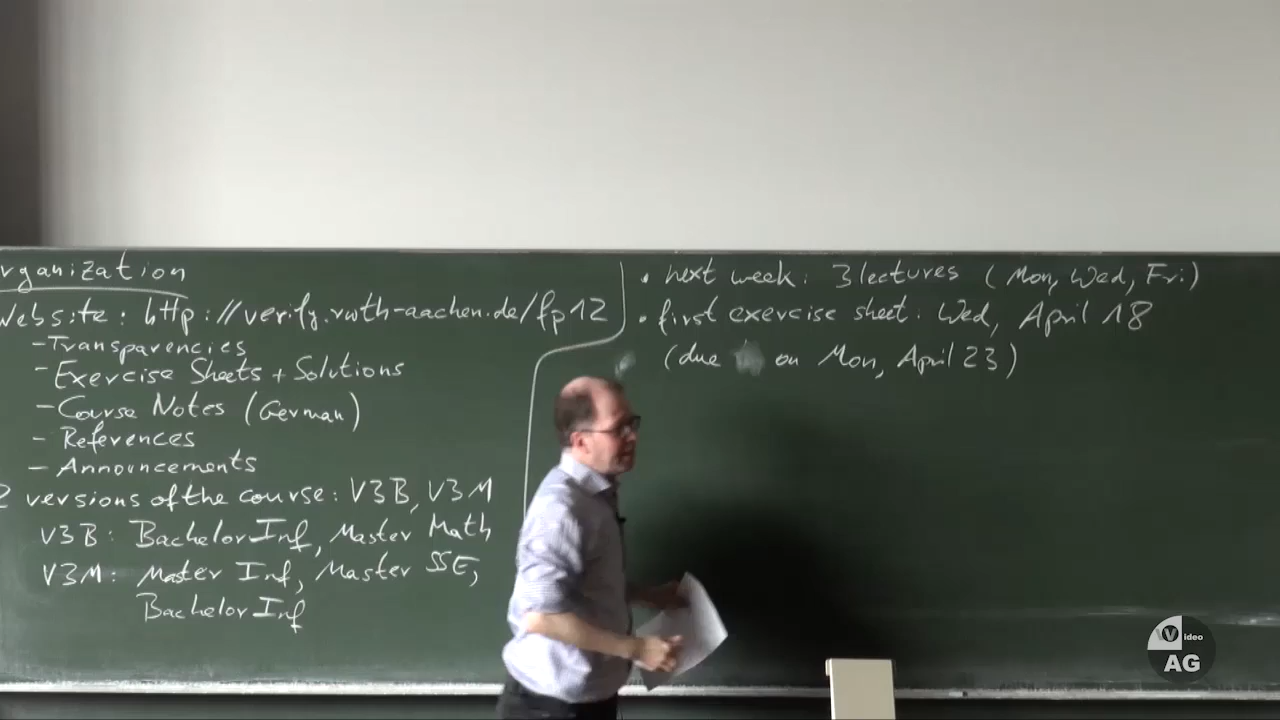 rganization
Website: http://verify.rwth-aachen.de/fp12
- Transparencies
- Exercise Sheets + Solutions
- Course Notes (German)
- References
- Announcements
2 versions of the course: V3B, V3M
V3B: Bachelor Inf, Master Math
V3M: Master Inf, Master SSE,
Bachelor Inf
• next week: 3 lectures (Mon, Wed, Fri)
• first exercise sheet: Wed, April 18
(due on Mon, April 23)
Video
AG